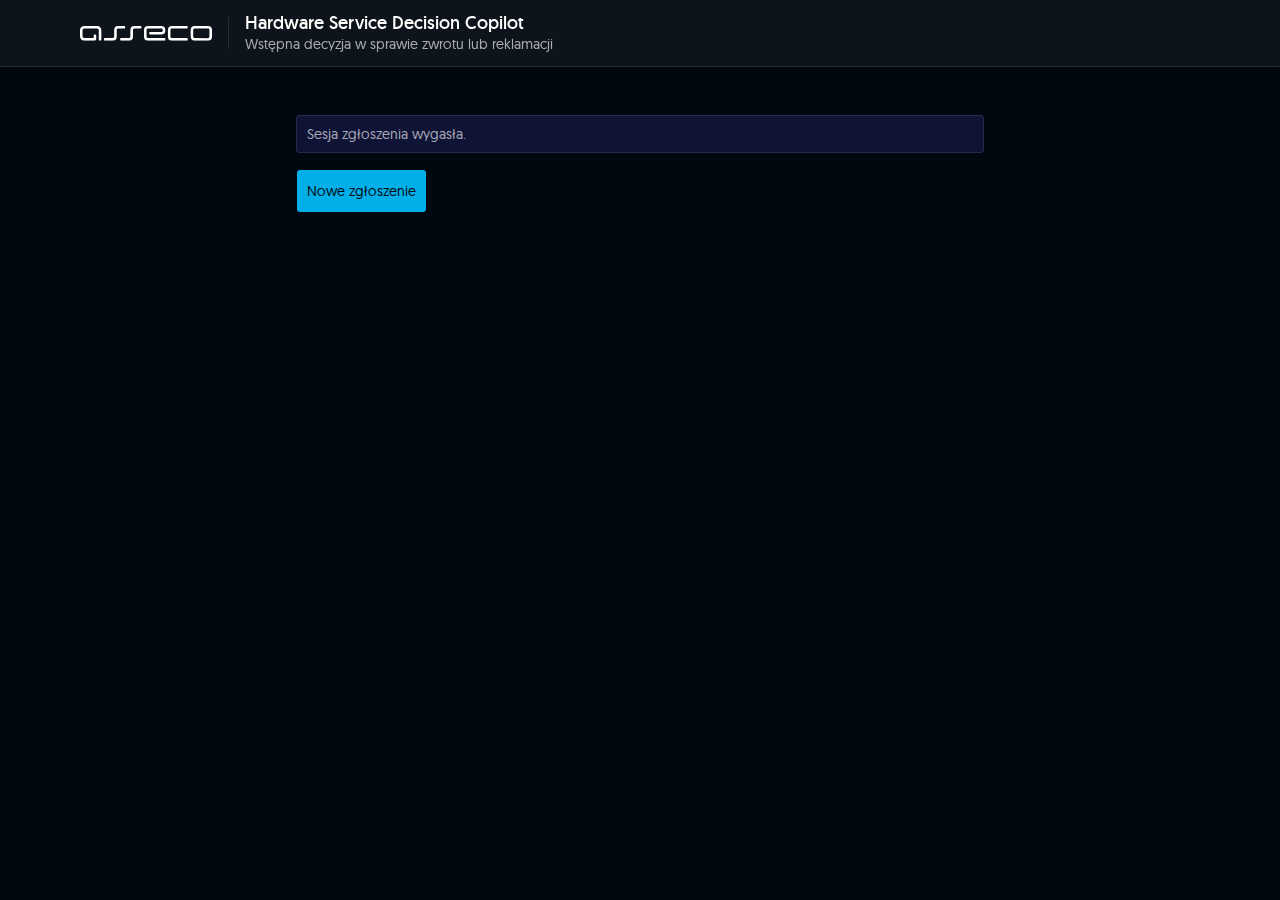 asseco
Hardware Service Decision Copilot
Wstępna decyzja w sprawie zwrotu lub reklamacji
Sesja zgłoszenia wygasła.
Nowe zgłoszenie